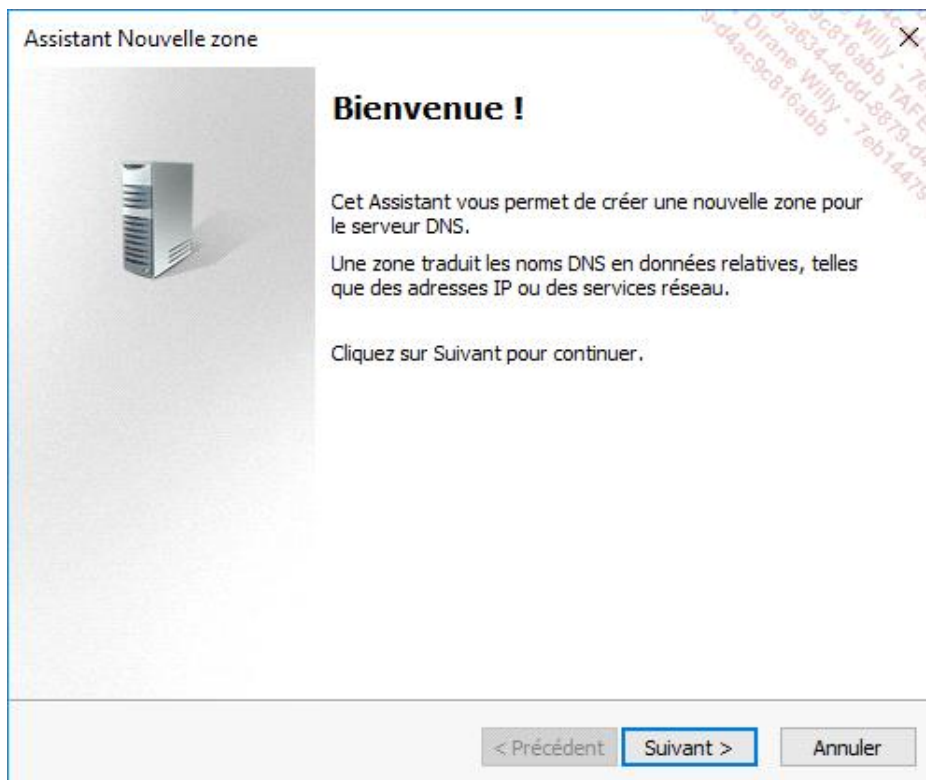 Assistant Nouvelle zone
Bienvenue !
Cet Assistant vous permet de créer une nouvelle zone pour
le serveur DNS.
Une zone traduit les noms DNS en données relatives, telles
que des adresses IP ou des services réseau.
Cliquez sur Suivant pour continuer.
< Précédent
Suivant >
Annuler